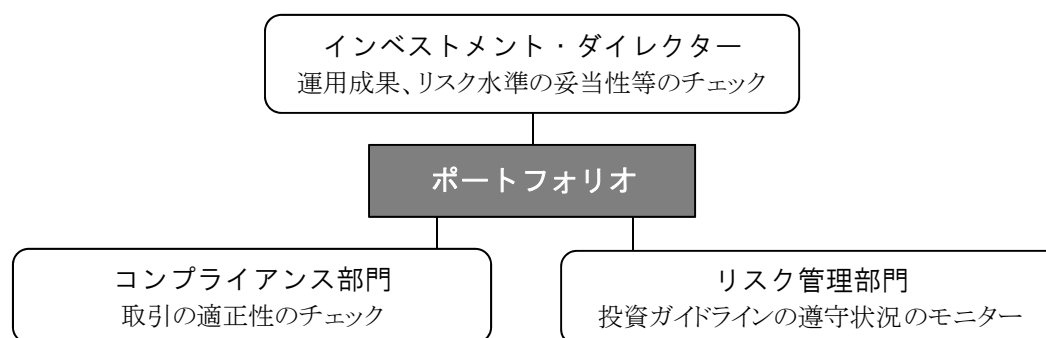 インベストメント・ダイレクター
運用成果、リスク水準の妥当性等のチェック
ポートフォリオ
コンプライアンス部門
取引の適正性のチェック
リスク管理部門
投資ガイドラインの遵守状況のモニター